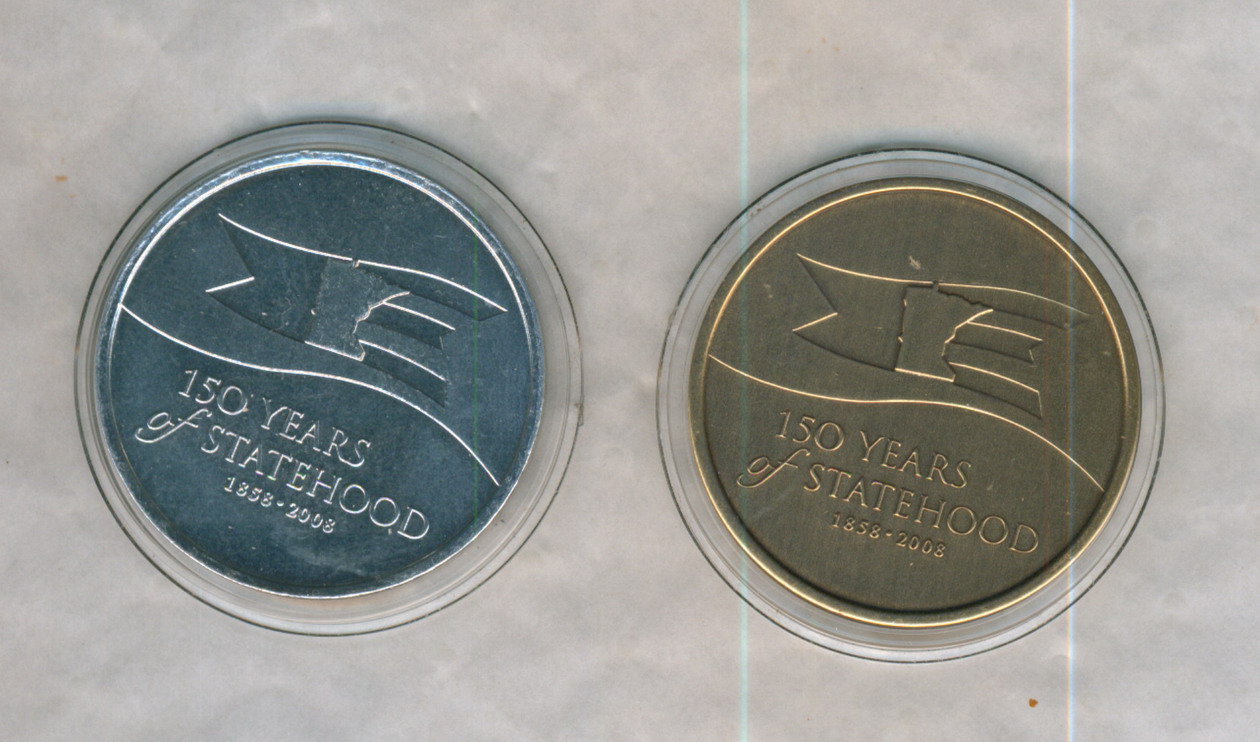 150 YEARS
of STATEHOOD
1858 • 2008
150 YEARS
of STATEHOOD
1858 • 2008